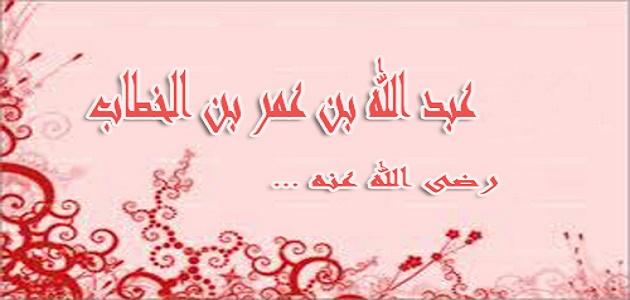 عبد الله بن عمر بن الخطاب
رضى الله عنه ...